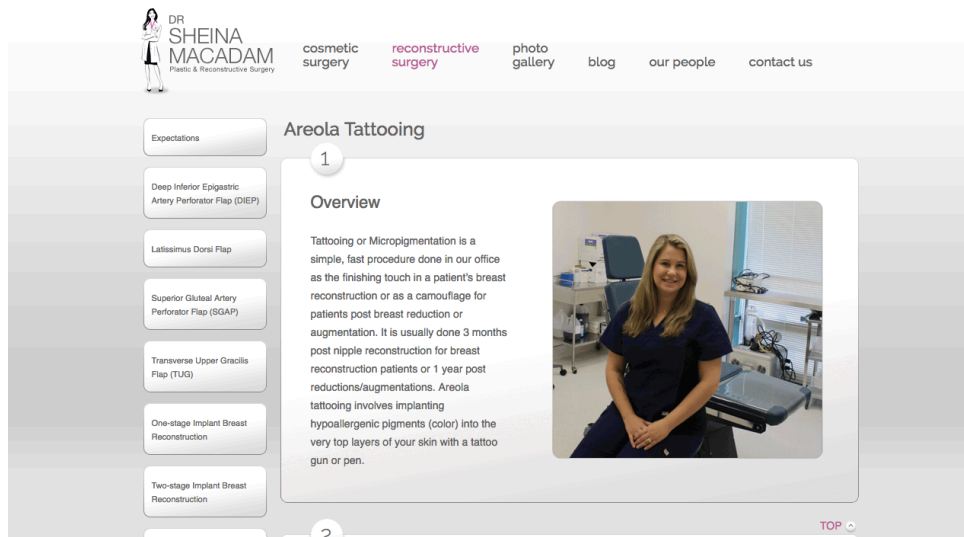 DR
SHEINA
MACADAM
Plastic & Reconstructive Surgery
cosmetic
surgery
reconstructive
surgery
photo
gallery
blog
our people
contact us
Expectations
Deep Inferior Epigastric
Artery Perforator Flap (DIEP)
Latissimus Dorsi Flap
Superior Gluteal Artery
Perforator Flap (SGAP)
Transverse Upper Gracilis
Flap (TUG)
One-stage Implant Breast
Reconstruction
Two-stage Implant Breast
Reconstruction
Areola Tattooing
1
Overview
Tattooing or Micropigmentation is a
simple, fast procedure done in our office
as the finishing touch in a patient's breast
reconstruction or as a camouflage for
patients post breast reduction or
augmentation. It is usually done 3 months
post nipple reconstruction for breast
reconstruction patients or 1 year post
reductions/augmentations. Areola
tattooing involves implanting
hypoallergenic pigments (color) into the
very top layers of your skin with a tattoo
gun or pen.
TOP
2